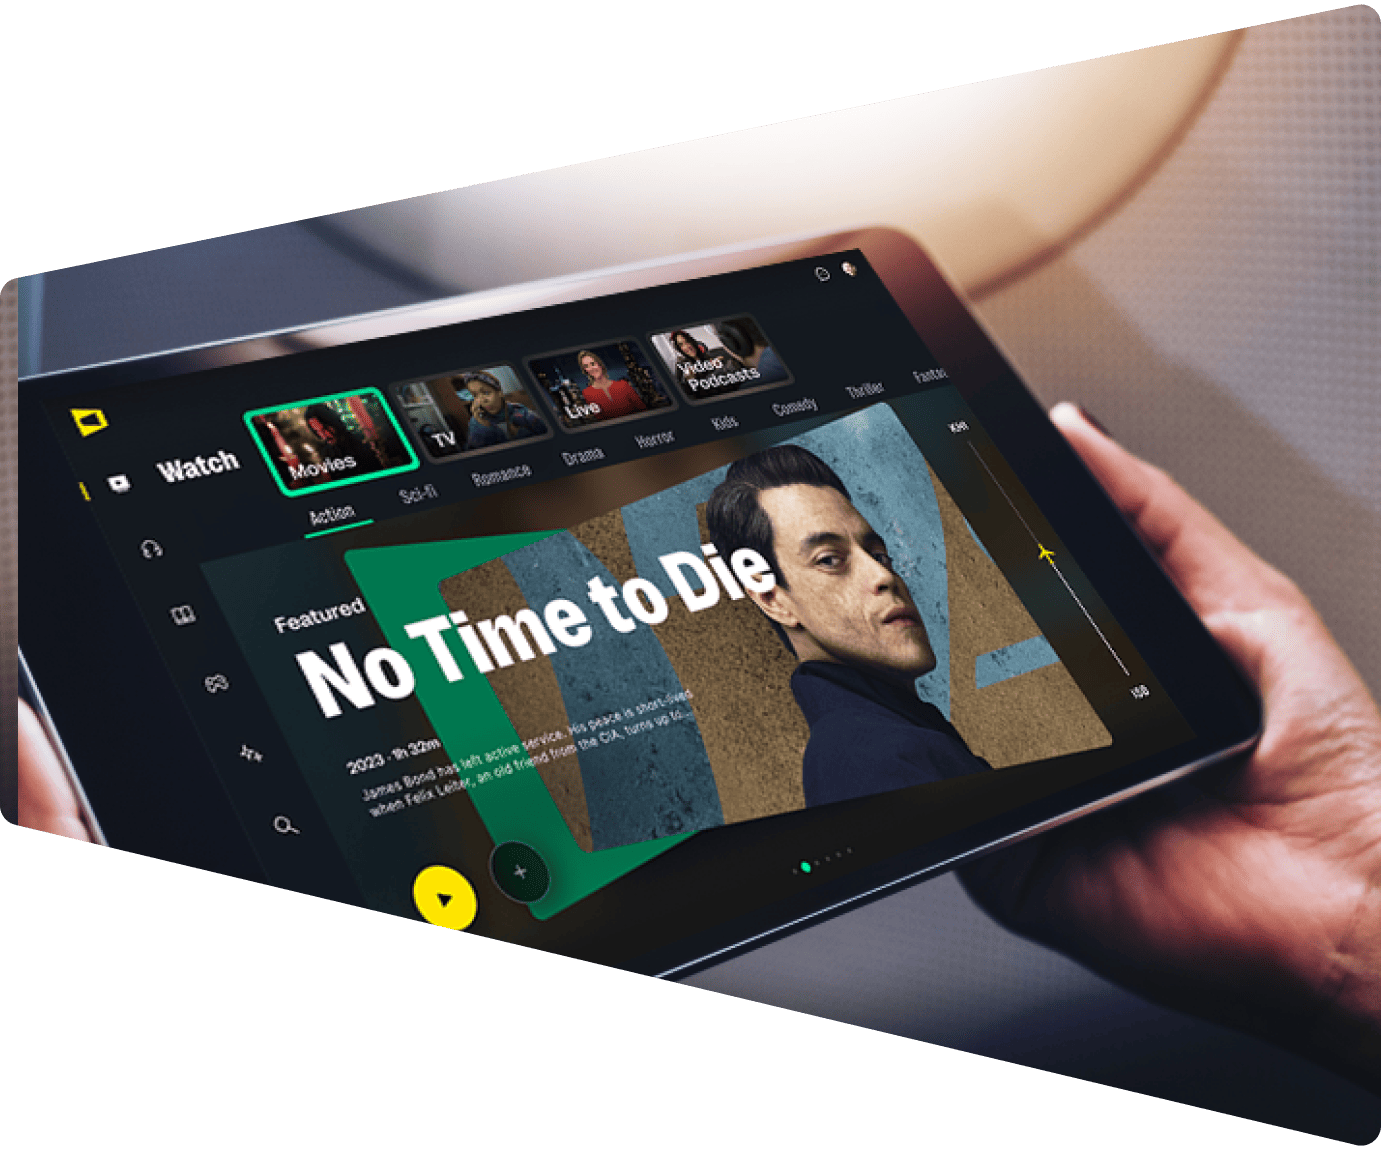 Watch
Movies
TV
Live
Video
Podcasts
Action
Sci-fi
Romance
Drama
Horror
Kids
Comedy
Thriller
Fantas
KHI
ISB
Featured
No Time to Die
2023 · 1h 32m
James Bond has left active service. His peace is short-lived
when Felix Leiter, an old friend from the CIA, turns up to...